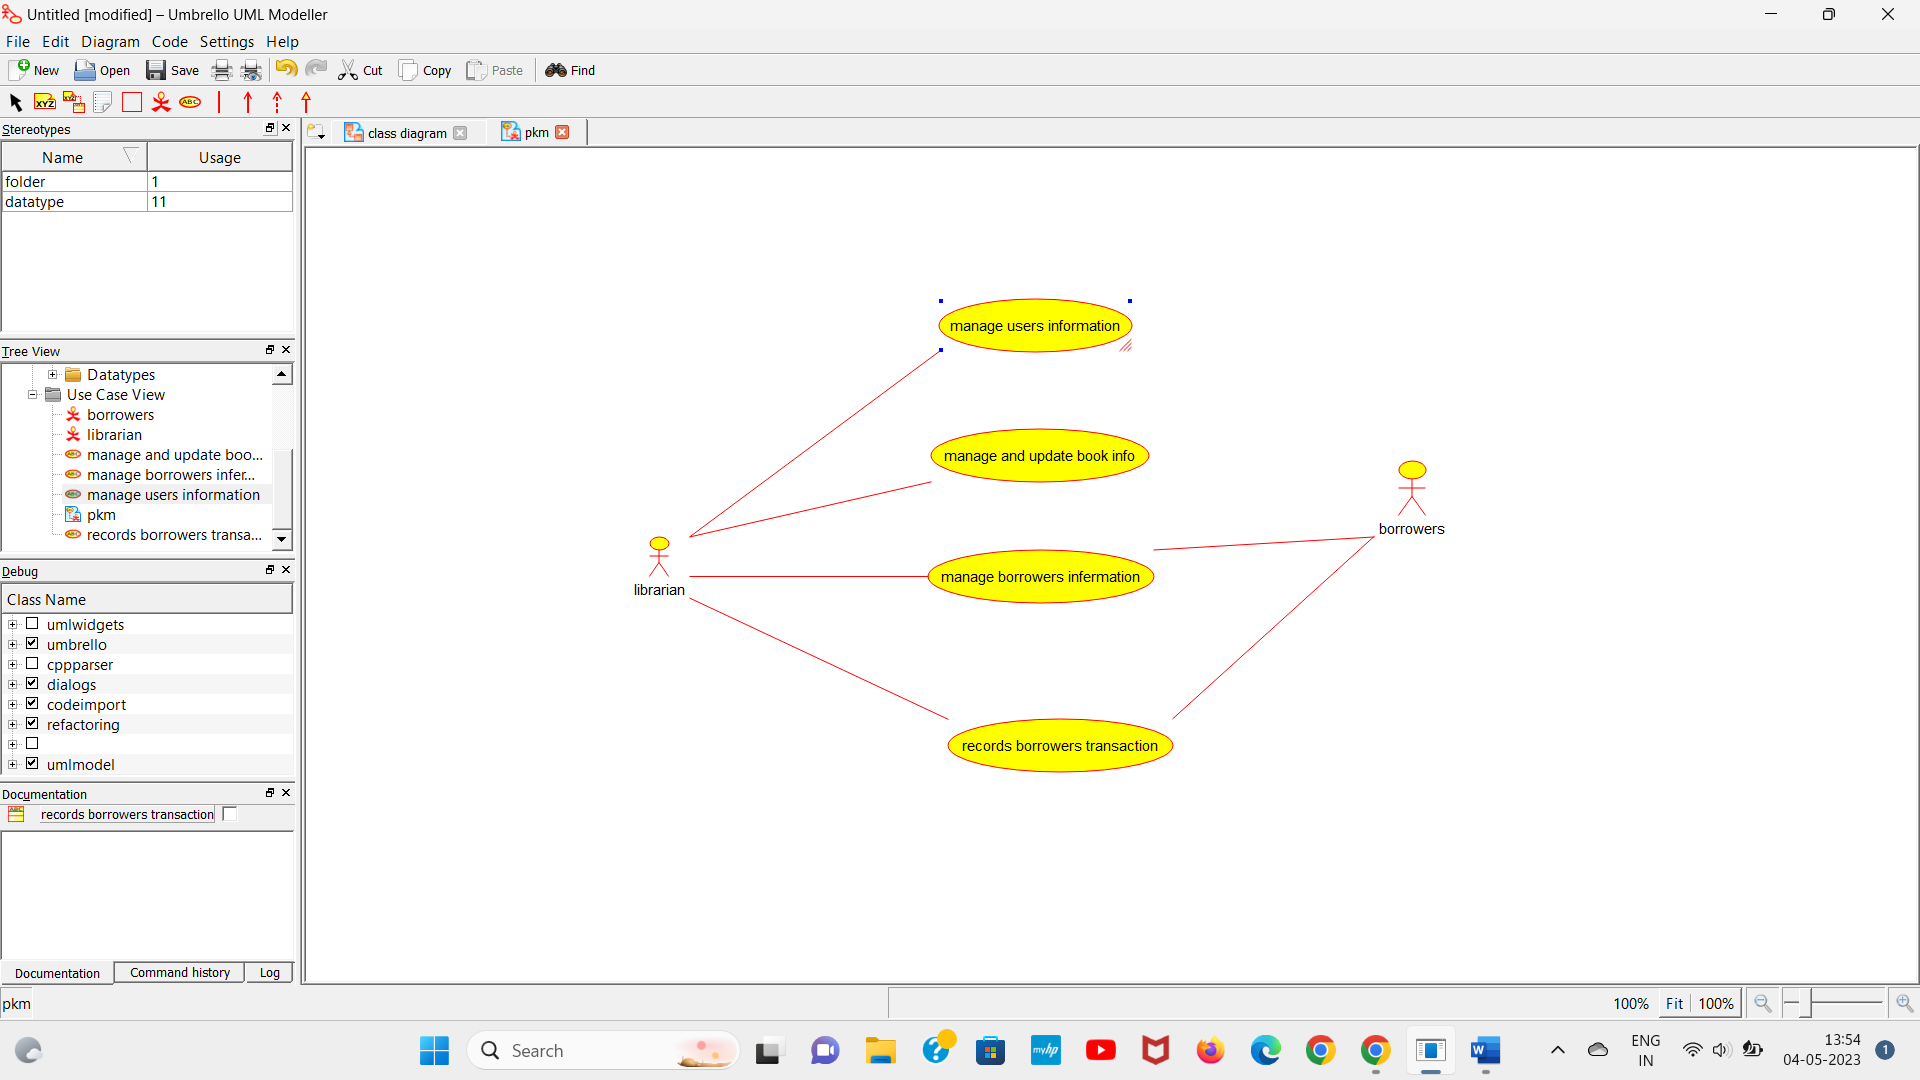 Untitled [modified] – Umbrello UML Modeller
File Edit Diagram Code Settings Help
New Open Save Cut Copy Paste Find
XYZ XYZ ABC
Stereotypes
class diagram pkm
Name Usage
folder 1
datatype 11
Tree View
Datatypes
Use Case View
borrowers
librarian
manage and update boo...
manage borrowers infer...
manage users information
pkm
records borrowers transa...
Debug
Class Name
umlwidgets
umbrello
cppparser
dialogs
codeimport
refactoring
umlmodel
Documentation
records borrowers transaction
Documentation Command history Log
manage users information
manage and update book info
borrowers
manage borrowers infermation
librarian
records borrowers transaction
pkm
100% Fit 100%
Search
myhp
ENG
IN
13:54
04-05-2023
1